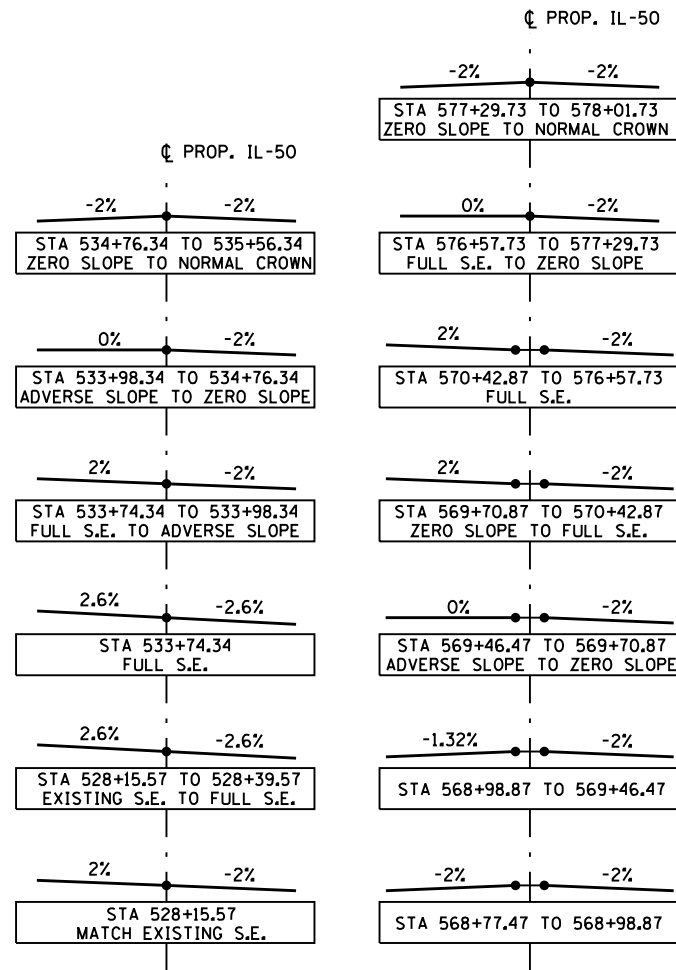 ℄ PROP. IL-50
-2% -2%
STA 534+76.34 TO 535+56.34
ZERO SLOPE TO NORMAL CROWN
0% -2%
STA 533+98.34 TO 534+76.34
ADVERSE SLOPE TO ZERO SLOPE
2% -2%
STA 533+74.34 TO 533+98.34
FULL S.E. TO ADVERSE SLOPE
2.6% -2.6%
STA 533+74.34
FULL S.E.
2.6% -2.6%
STA 528+15.57 TO 528+39.57
EXISTING S.E. TO FULL S.E.
2% -2%
STA 528+15.57
MATCH EXISTING S.E.
℄ PROP. IL-50
-2% -2%
STA 577+29.73 TO 578+01.73
ZERO SLOPE TO NORMAL CROWN
0% -2%
STA 576+57.73 TO 577+29.73
FULL S.E. TO ZERO SLOPE
2% -2%
STA 570+42.87 TO 576+57.73
FULL S.E.
2% -2%
STA 569+70.87 TO 570+42.87
ZERO SLOPE TO FULL S.E.
0% -2%
STA 569+46.47 TO 569+70.87
ADVERSE SLOPE TO ZERO SLOPE
-1.32% -2%
STA 568+98.87 TO 569+46.47
-2% -2%
STA 568+77.47 TO 568+98.87